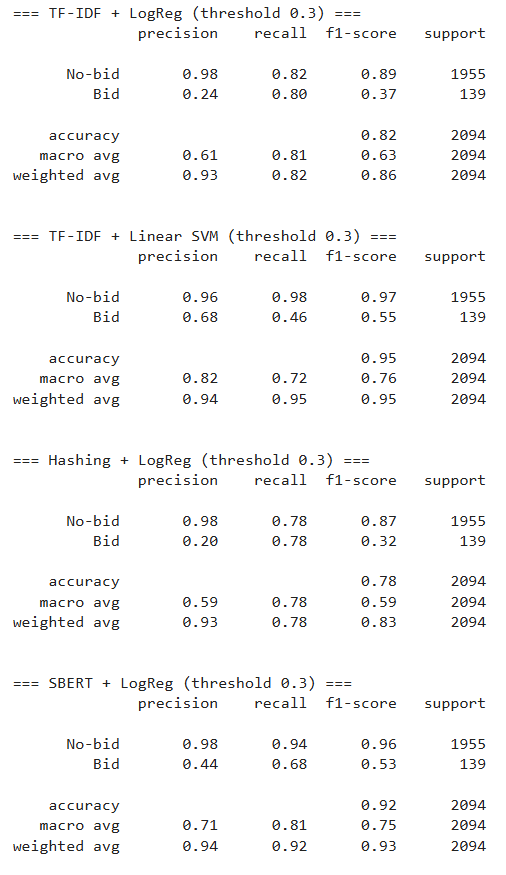 === TF-IDF + LogReg (threshold 0.3) ===
              precision    recall  f1-score   support

      No-bid       0.98      0.82      0.89      1955
         Bid       0.24      0.80      0.37       139

    accuracy                           0.82      2094
   macro avg       0.61      0.81      0.63      2094
weighted avg       0.93      0.82      0.86      2094

=== TF-IDF + Linear SVM (threshold 0.3) ===
              precision    recall  f1-score   support

      No-bid       0.96      0.98      0.97      1955
         Bid       0.68      0.46      0.55       139

    accuracy                           0.95      2094
   macro avg       0.82      0.72      0.76      2094
weighted avg       0.94      0.95      0.95      2094

=== Hashing + LogReg (threshold 0.3) ===
              precision    recall  f1-score   support

      No-bid       0.98      0.78      0.87      1955
         Bid       0.20      0.78      0.32       139

    accuracy                           0.78      2094
   macro avg       0.59      0.78      0.59      2094
weighted avg       0.93      0.78      0.83      2094

=== SBERT + LogReg (threshold 0.3) ===
              precision    recall  f1-score   support

      No-bid       0.98      0.94      0.96      1955
         Bid       0.44      0.68      0.53       139

    accuracy                           0.92      2094
   macro avg       0.71      0.81      0.75      2094
weighted avg       0.94      0.92      0.93      2094